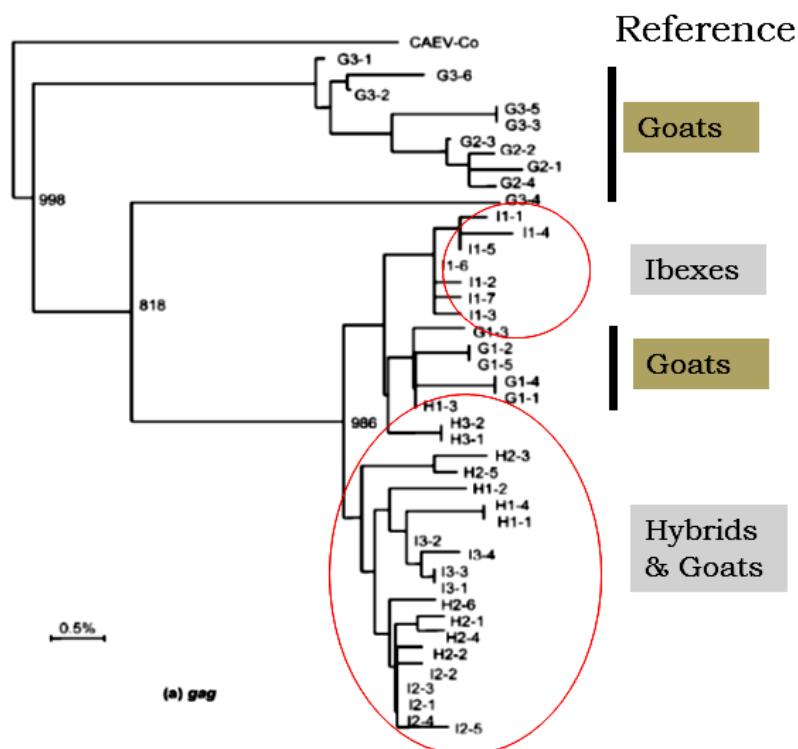 Reference
CAEV-Co
G3-1
G3-6
G3-2
G3-5
G3-3
Goats
G2-3
G2-2
G2-1
G2-4
998
G3-4
I1-1
I1-4
I1-5
I1-6
Ibexes
I1-2
I1-7
818
I1-3
G1-3
G1-2
G1-5
Goats
G1-4
G1-1
H1-3
986
H3-2
H3-1
H2-3
H2-5
H1-2
H1-4
H1-1
Hybrids
& Goats
I3-2
I3-4
I3-3
I3-1
H2-6
H2-1
0.5%
H2-4
H2-2
I2-2
I2-3
(a) gag
I2-1
I2-4
I2-5